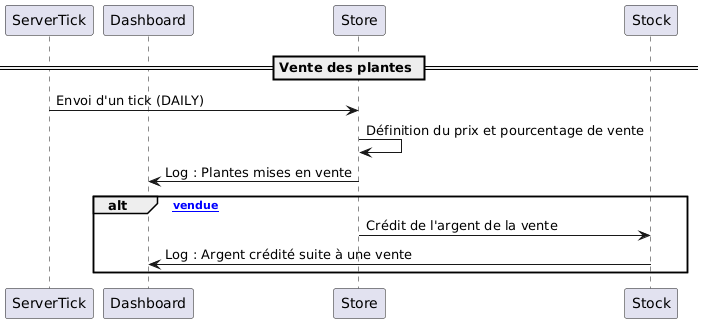 ServerTick Dashboard Store Stock
Vente des plantes
Envoi d'un tick (DAILY)
Définition du prix et pourcentage de vente
Log : Plantes mises en vente
alt vendue
Crédit de l'argent de la vente
Log : Argent crédité suite à une vente
ServerTick Dashboard Store Stock